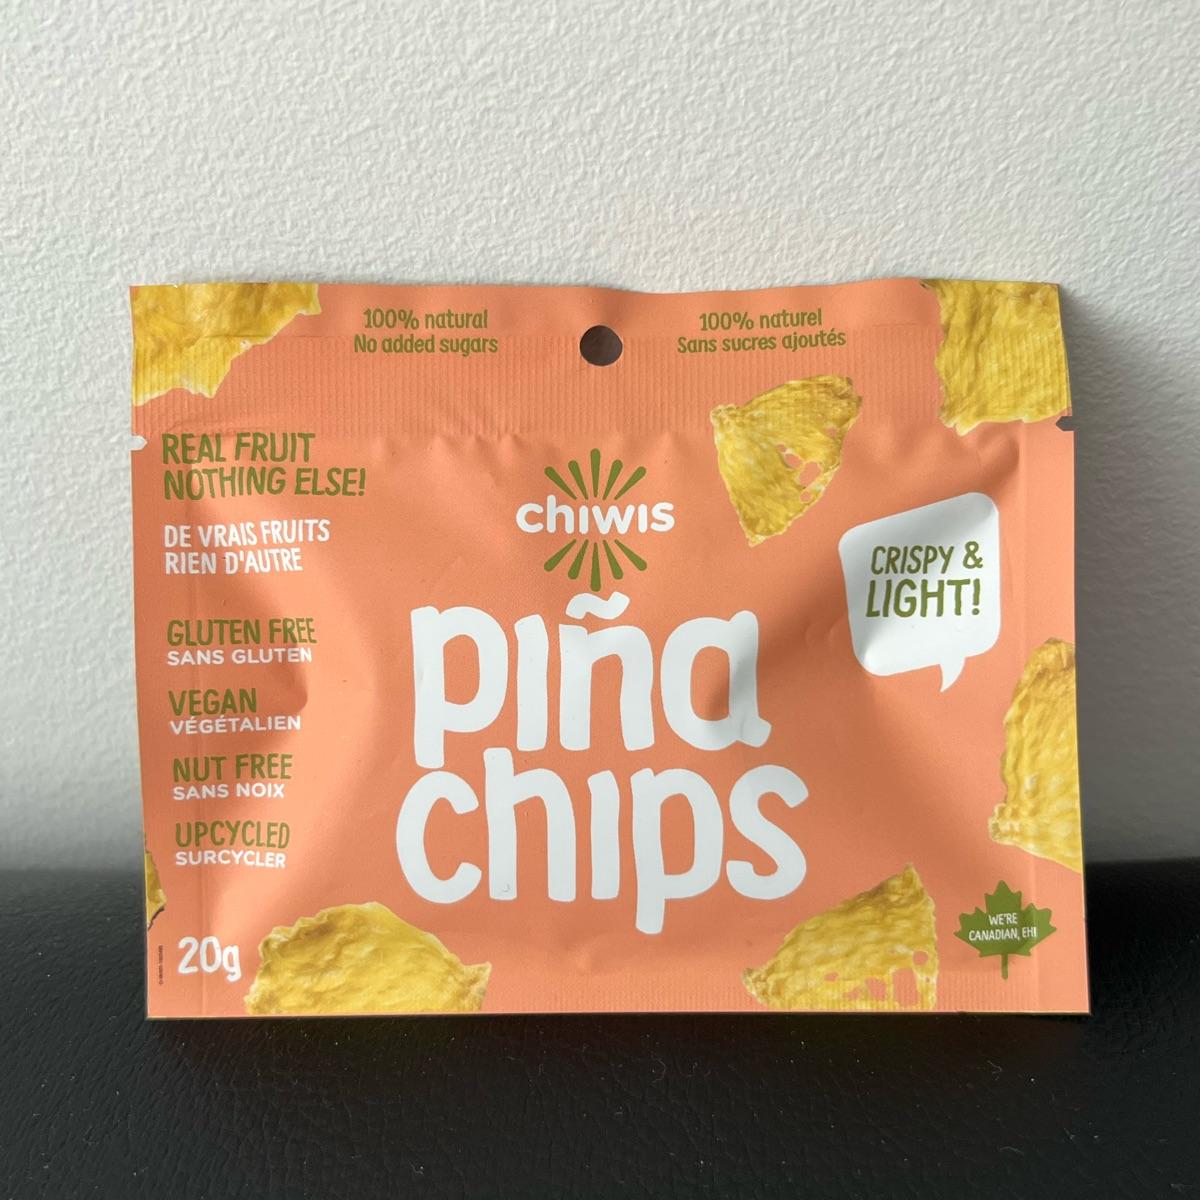 100% natural
No added sugars
100% naturel
Sans sucres ajoutés
REAL FRUIT
NOTHING ELSE!
DE VRAIS FRUITS
RIEN D'AUTRE
GLUTEN FREE
SANS GLUTEN
VEGAN
VÉGÉTALIEN
NUT FREE
SANS NOIX
UPCYCLED
SURCYCLER
20g
chiwis
piña
chips
CRISPY &
LIGHT!
WE'RE
CANADIAN, EH!